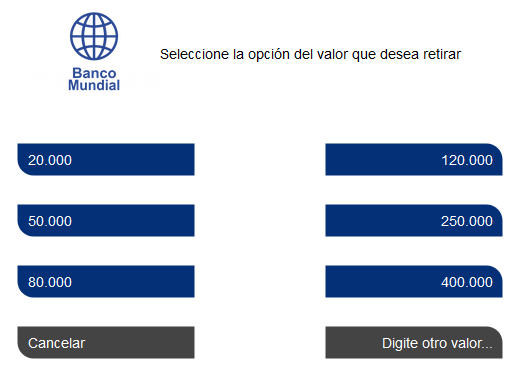 Banco
Mundial
Seleccione la opción del valor que desea retirar
20.000
120.000
50.000
250.000
80.000
400.000
Cancelar
Digite otro valor...